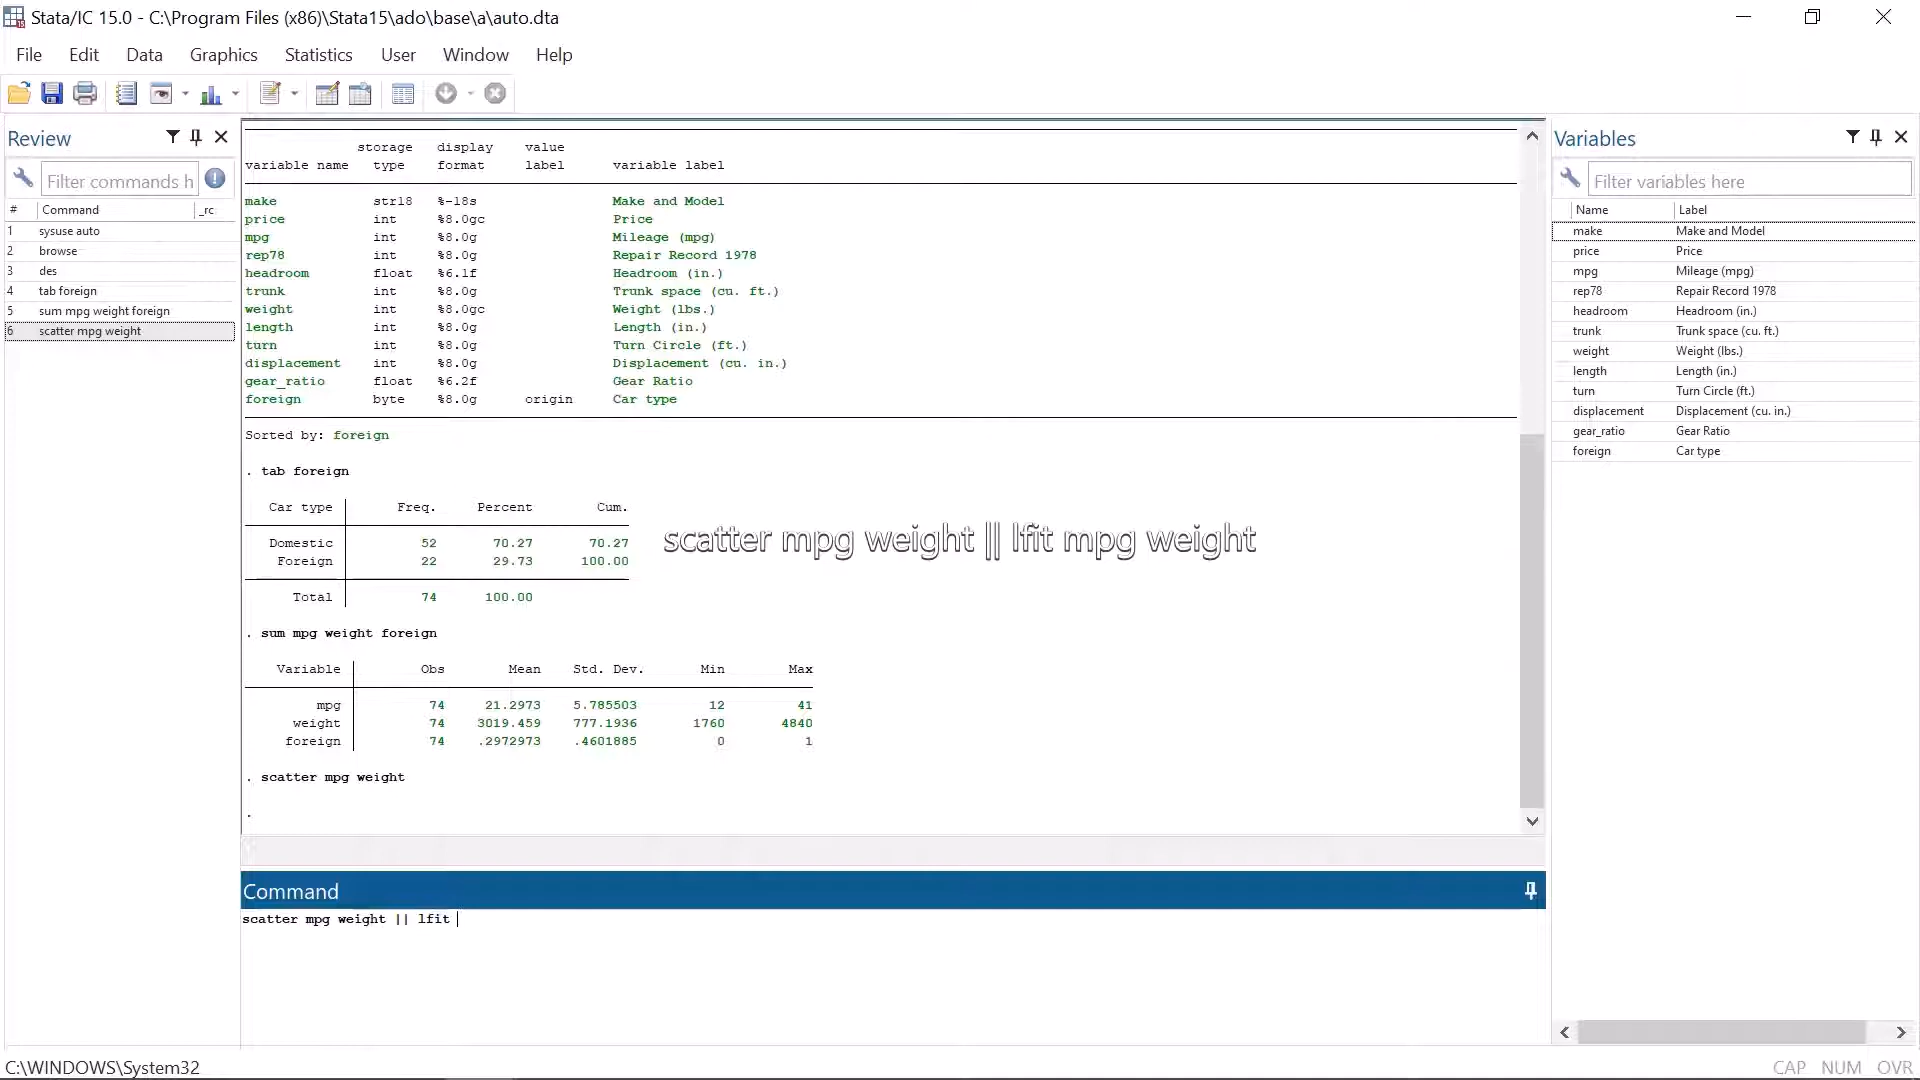 Stata/IC 15.0 - C:\Program Files (x86)\Stata15\ado\base\a\auto.dta
File Edit Data Graphics Statistics User Window Help
Review
Filter commands h
# Command _rc
1 sysuse auto
2 browse
3 des
4 tab foreign
5 sum mpg weight foreign
6 scatter mpg weight
storage display value
variable name type format label variable label
make str18 %-18s Make and Model
price int %8.0gc Price
mpg int %8.0g Mileage (mpg)
rep78 int %8.0g Repair Record 1978
headroom float %6.1f Headroom (in.)
trunk int %8.0g Trunk space (cu. ft.)
weight int %8.0gc Weight (lbs.)
length int %8.0g Length (in.)
turn int %8.0g Turn Circle (ft.)
displacement int %8.0g Displacement (cu. in.)
gear_ratio float %6.2f Gear Ratio
foreign byte %8.0g origin Car type
Sorted by: foreign
. tab foreign
Car type Freq. Percent Cum.
Domestic 52 70.27 70.27
Foreign 22 29.73 100.00
Total 74 100.00
scatter mpg weight || lfit mpg weight
. sum mpg weight foreign
Variable Obs Mean Std. Dev. Min Max
mpg 74 21.2973 5.785503 12 41
weight 74 3019.459 777.1936 1760 4840
foreign 74 .2972973 .4601885 0 1
. scatter mpg weight
.
Command
scatter mpg weight || lfit
Variables
Filter variables here
Name Label
make Make and Model
price Price
mpg Mileage (mpg)
rep78 Repair Record 1978
headroom Headroom (in.)
trunk Trunk space (cu. ft.)
weight Weight (lbs.)
length Length (in.)
turn Turn Circle (ft.)
displacement Displacement (cu. in.)
gear_ratio Gear Ratio
foreign Car type
C:\WINDOWS\System32
CAP NUM OVR